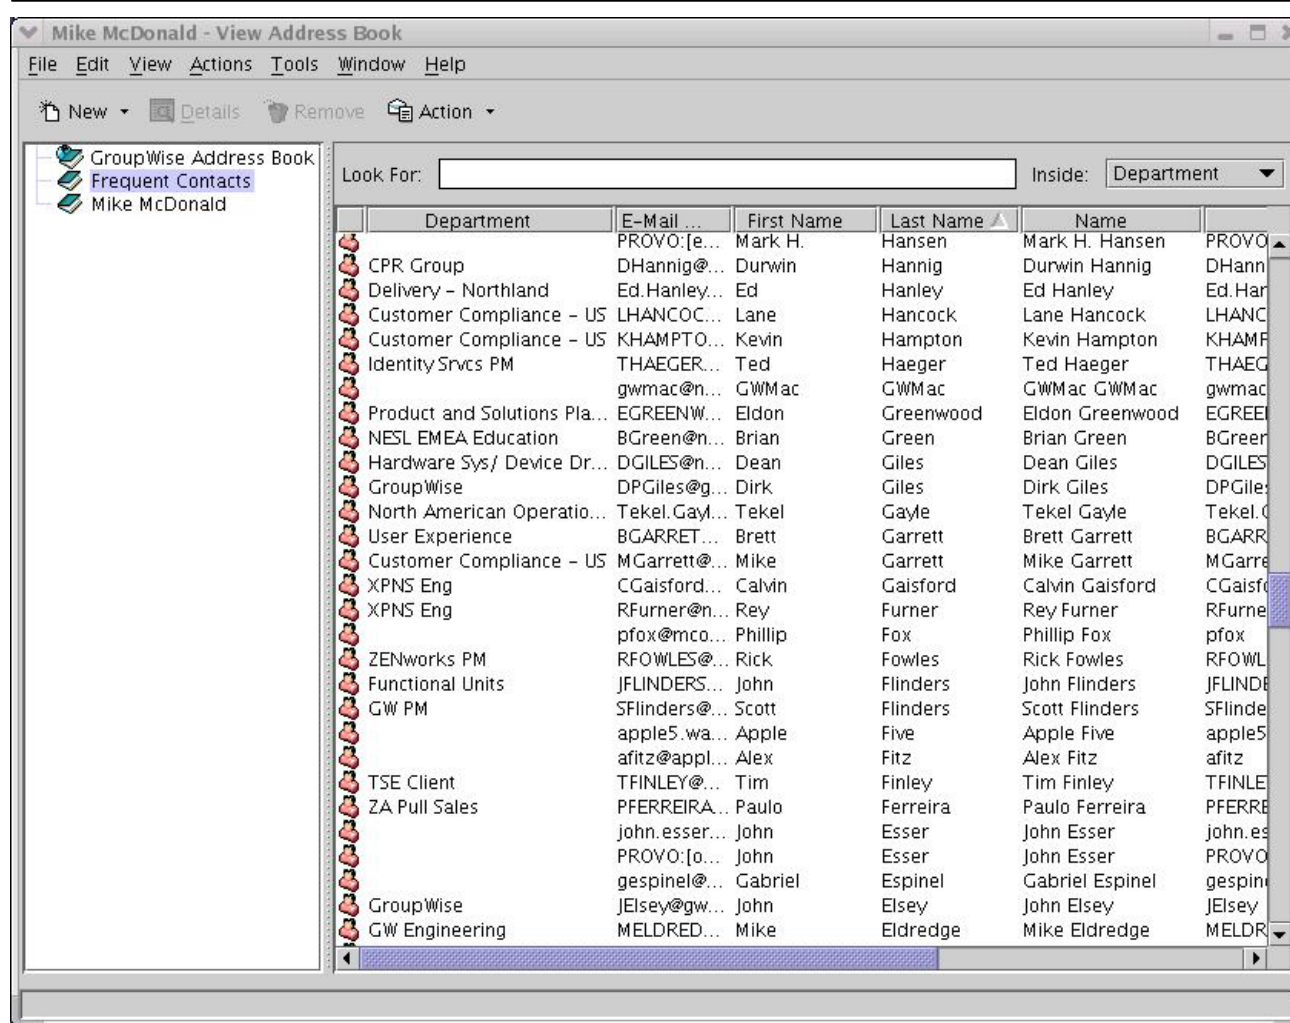 Mike McDonald - View Address Book
File Edit View Actions Tools Window Help
New Details Remove Action
GroupWise Address Book
Frequent Contacts
Mike McDonald
Look For: Inside: Department
Department E-Mail ... First Name Last Name Name
PROVO:[e... Mark H. Hansen Mark H. Hansen PROVO
CPR Group DHannig@... Durwin Hannig Durwin Hannig DHann
Delivery - Northland Ed.Hanley... Ed Hanley Ed Hanley Ed.Har
Customer Compliance - US LHANCOC... Lane Hancock Lane Hancock LHANC
Customer Compliance - US KHAMPTO... Kevin Hampton Kevin Hampton KHAMP
Identity Srvcs PM THAEGER... Ted Haeger Ted Haeger THAEG
gwmac@n... GWMac GWMac GWMac GWMac gwmac
Product and Solutions Pla... EGREENW... Eldon Greenwood Eldon Greenwood EGREE
NESL EMEA Education BGreen@n... Brian Green Brian Green BGreer
Hardware Sys/ Device Dr... DGILES@n... Dean Giles Dean Giles DGILES
GroupWise DPGiles@g... Dirk Giles Dirk Giles DPGiles
North American Operatio... Tekel.Gayl... Tekel Gayle Tekel Gayle Tekel.G
User Experience BGARRET... Brett Garrett Brett Garrett BGARR
Customer Compliance - US MGarrett@... Mike Garrett Mike Garrett MGarre
XPNS Eng CGaisford... Calvin Gaisford Calvin Gaisford CGaisfo
XPNS Eng RFurner@n... Rey Furner Rey Furner RFurne
pfox@mco... Phillip Fox Phillip Fox pfox
ZENworks PM RFOWLES@... Rick Fowles Rick Fowles RFOWL
Functional Units JFLINDERS... John Flinders John Flinders JFLINDE
GW PM SFlinders@... Scott Flinders Scott Flinders SFlinde
apple5.wa... Apple Five Apple Five apple5
afitz@appl... Alex Fitz Alex Fitz afitz
TSE Client TFINLEY@... Tim Finley Tim Finley TFINLE
ZA Pull Sales PFERREIRA... Paulo Ferreira Paulo Ferreira PFERRE
john.esser... John Esser John Esser john.es
PROVO:[o... John Esser John Esser PROVO
gespinel@... Gabriel Espinel Gabriel Espinel gespin
GroupWise JElsey@gw... John Elsey John Elsey JElsey
GW Engineering MELDRED... Mike Eldredge Mike Eldredge MELDR